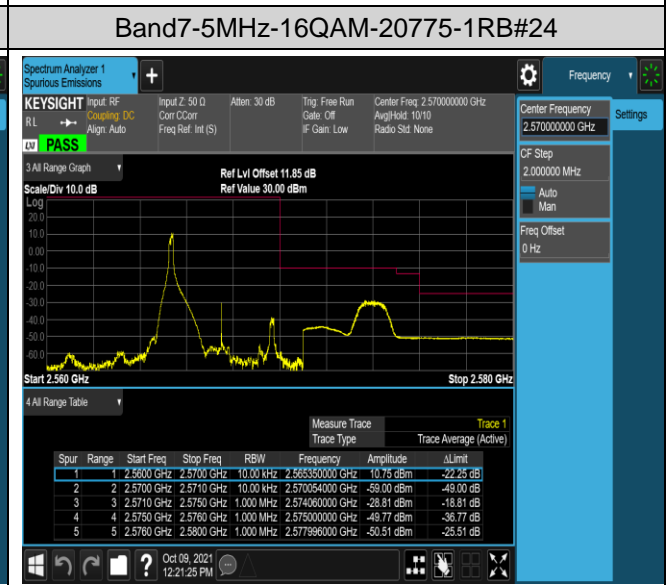 Band7-5MHz-16QAM-20775-1RB#24
Spectrum Analyzer 1
Spurious Emissions
+
Frequency
KEYSIGHT
RL
Input: RF
Coupling: DC
Align: Auto
Input Z: 50 Ω
Corr CCorr
Freq Ref: Int (S)
Atten: 30 dB
Trig: Free Run
Gate: Off
IF Gain: Low
Center Freq: 2.570000000 GHz
Avg|Hold: 10/10
Radio Std: None
LXI PASS
Center Frequency
2.570000000 GHz
Settings
CF Step
2.000000 MHz
Auto
Man
Freq Offset
0 Hz
3 All Range Graph
Scale/Div 10.0 dB
Ref Lvl Offset 11.85 dB
Ref Value 30.00 dBm
Log
20.0
10.0
0.00
-10.0
-20.0
-30.0
-40.0
-50.0
-60.0
Start 2.560 GHz
Stop 2.580 GHz
4 All Range Table
Measure Trace Trace 1
Trace Type Trace Average (Active)
Spur Range Start Freq Stop Freq RBW Frequency Amplitude ΔLimit
1 1 2.5600 GHz 2.5700 GHz 10.00 kHz 2.565350000 GHz 10.75 dBm -22.25 dB
2 2 2.5700 GHz 2.5710 GHz 10.00 kHz 2.570054000 GHz -59.00 dBm -49.00 dB
3 3 2.5710 GHz 2.5750 GHz 1.000 MHz 2.574060000 GHz -28.81 dBm -18.81 dB
4 4 2.5750 GHz 2.5760 GHz 1.000 MHz 2.575000000 GHz -49.77 dBm -36.77 dB
5 5 2.5760 GHz 2.5800 GHz 1.000 MHz 2.577996000 GHz -50.51 dBm -25.51 dB
?
Oct 09, 2021
12:21:25 PM